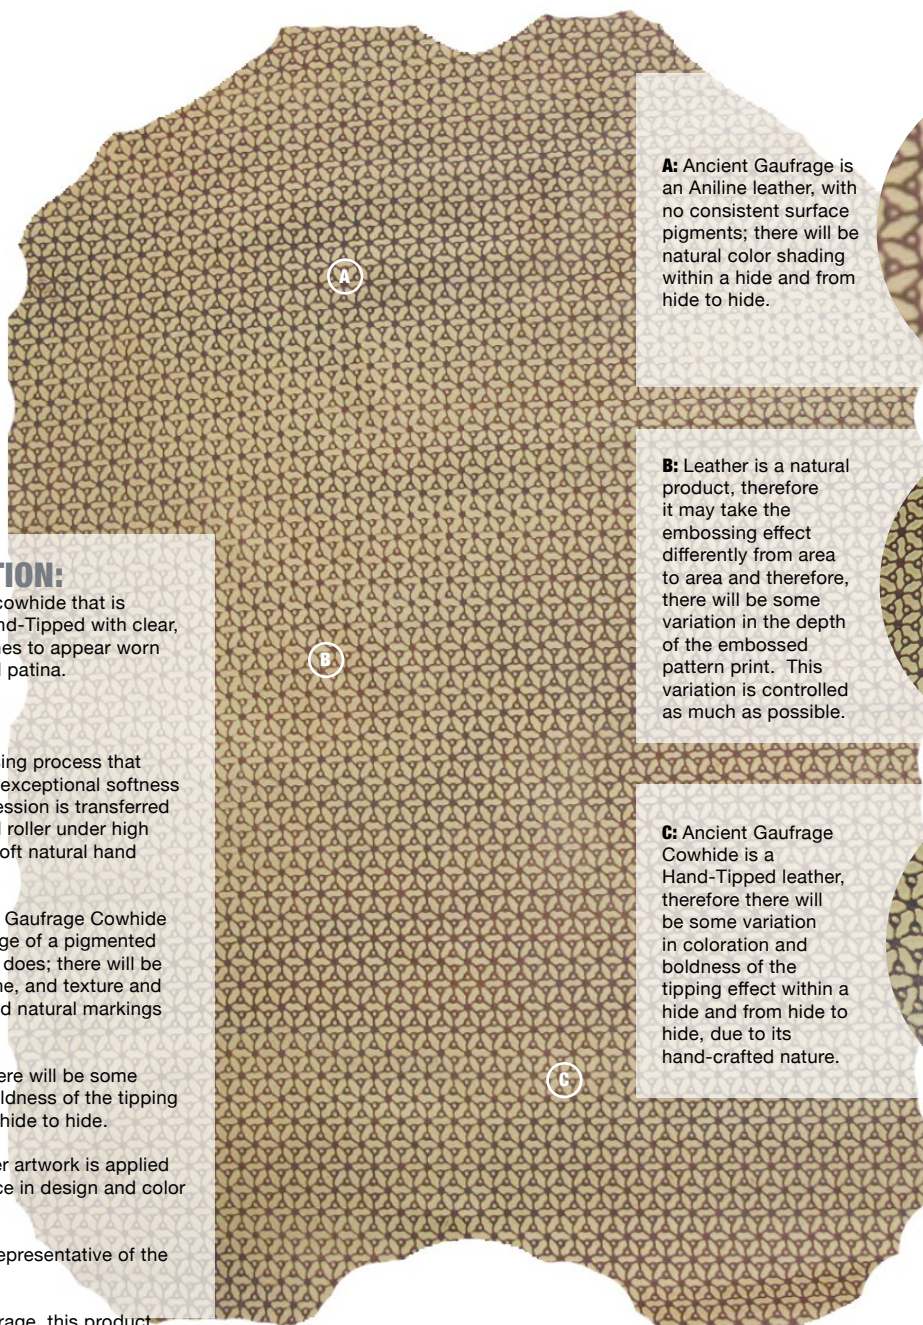 A: Ancient Gaufrage is
an Aniline leather, with
no consistent surface
pigments; there will be
natural color shading
within a hide and from
hide to hide.
A
B: Leather is a natural
product, therefore
it may take the
embossing effect
differently from area
to area and therefore,
there will be some
variation in the depth
of the embossed
pattern print.  This
variation is controlled
as much as possible.
B
TION:
cowhide that is
nd-Tipped with clear,
nes to appear worn
patina.
ing process that
exceptional softness
ession is transferred
roller under high
oft natural hand
Gaufrage Cowhide
ge of a pigmented
does; there will be
ne, and texture and
d natural markings
ere will be some
ldness of the tipping
hide to hide.
er artwork is applied
ce in design and color
epresentative of the
rage, this product
C: Ancient Gaufrage
Cowhide is a
Hand-Tipped leather,
therefore there will
be some variation
in coloration and
boldness of the
tipping effect within a
hide and from hide to
hide, due to its
hand-crafted nature.
C